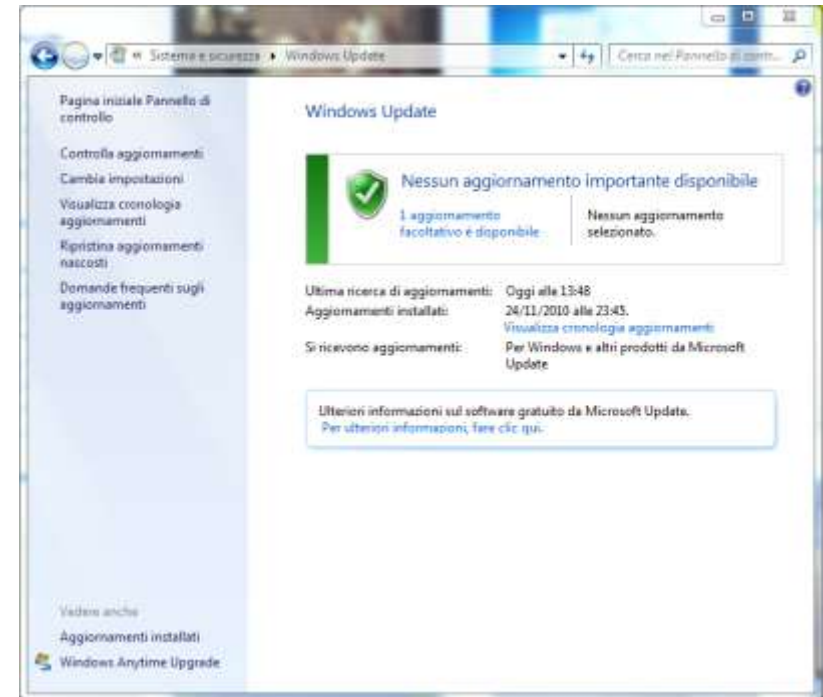 « Sistema e sicurezza ▸ Windows Update
Cerca nel Pannello di contr...
Pagina iniziale Pannello di
controllo
Controlla aggiornamenti
Cambia impostazioni
Visualizza cronologia
aggiornamenti
Ripristina aggiornamenti
nascosti
Domande frequenti sugli
aggiornamenti
Vedere anche
Aggiornamenti installati
Windows Anytime Upgrade
Windows Update
Nessun aggiornamento importante disponibile
1 aggiornamento
facoltativo è disponibile
Nessun aggiornamento
selezionato.
Ultima ricerca di aggiornamenti: Oggi alle 13:48
Aggiornamenti installati: 24/11/2010 alle 23:45.
Visualizza cronologia aggiornamenti
Si ricevono aggiornamenti: Per Windows e altri prodotti da Microsoft
Update
Ulteriori informazioni sul software gratuito da Microsoft Update.
Per ulteriori informazioni, fare clic qui.